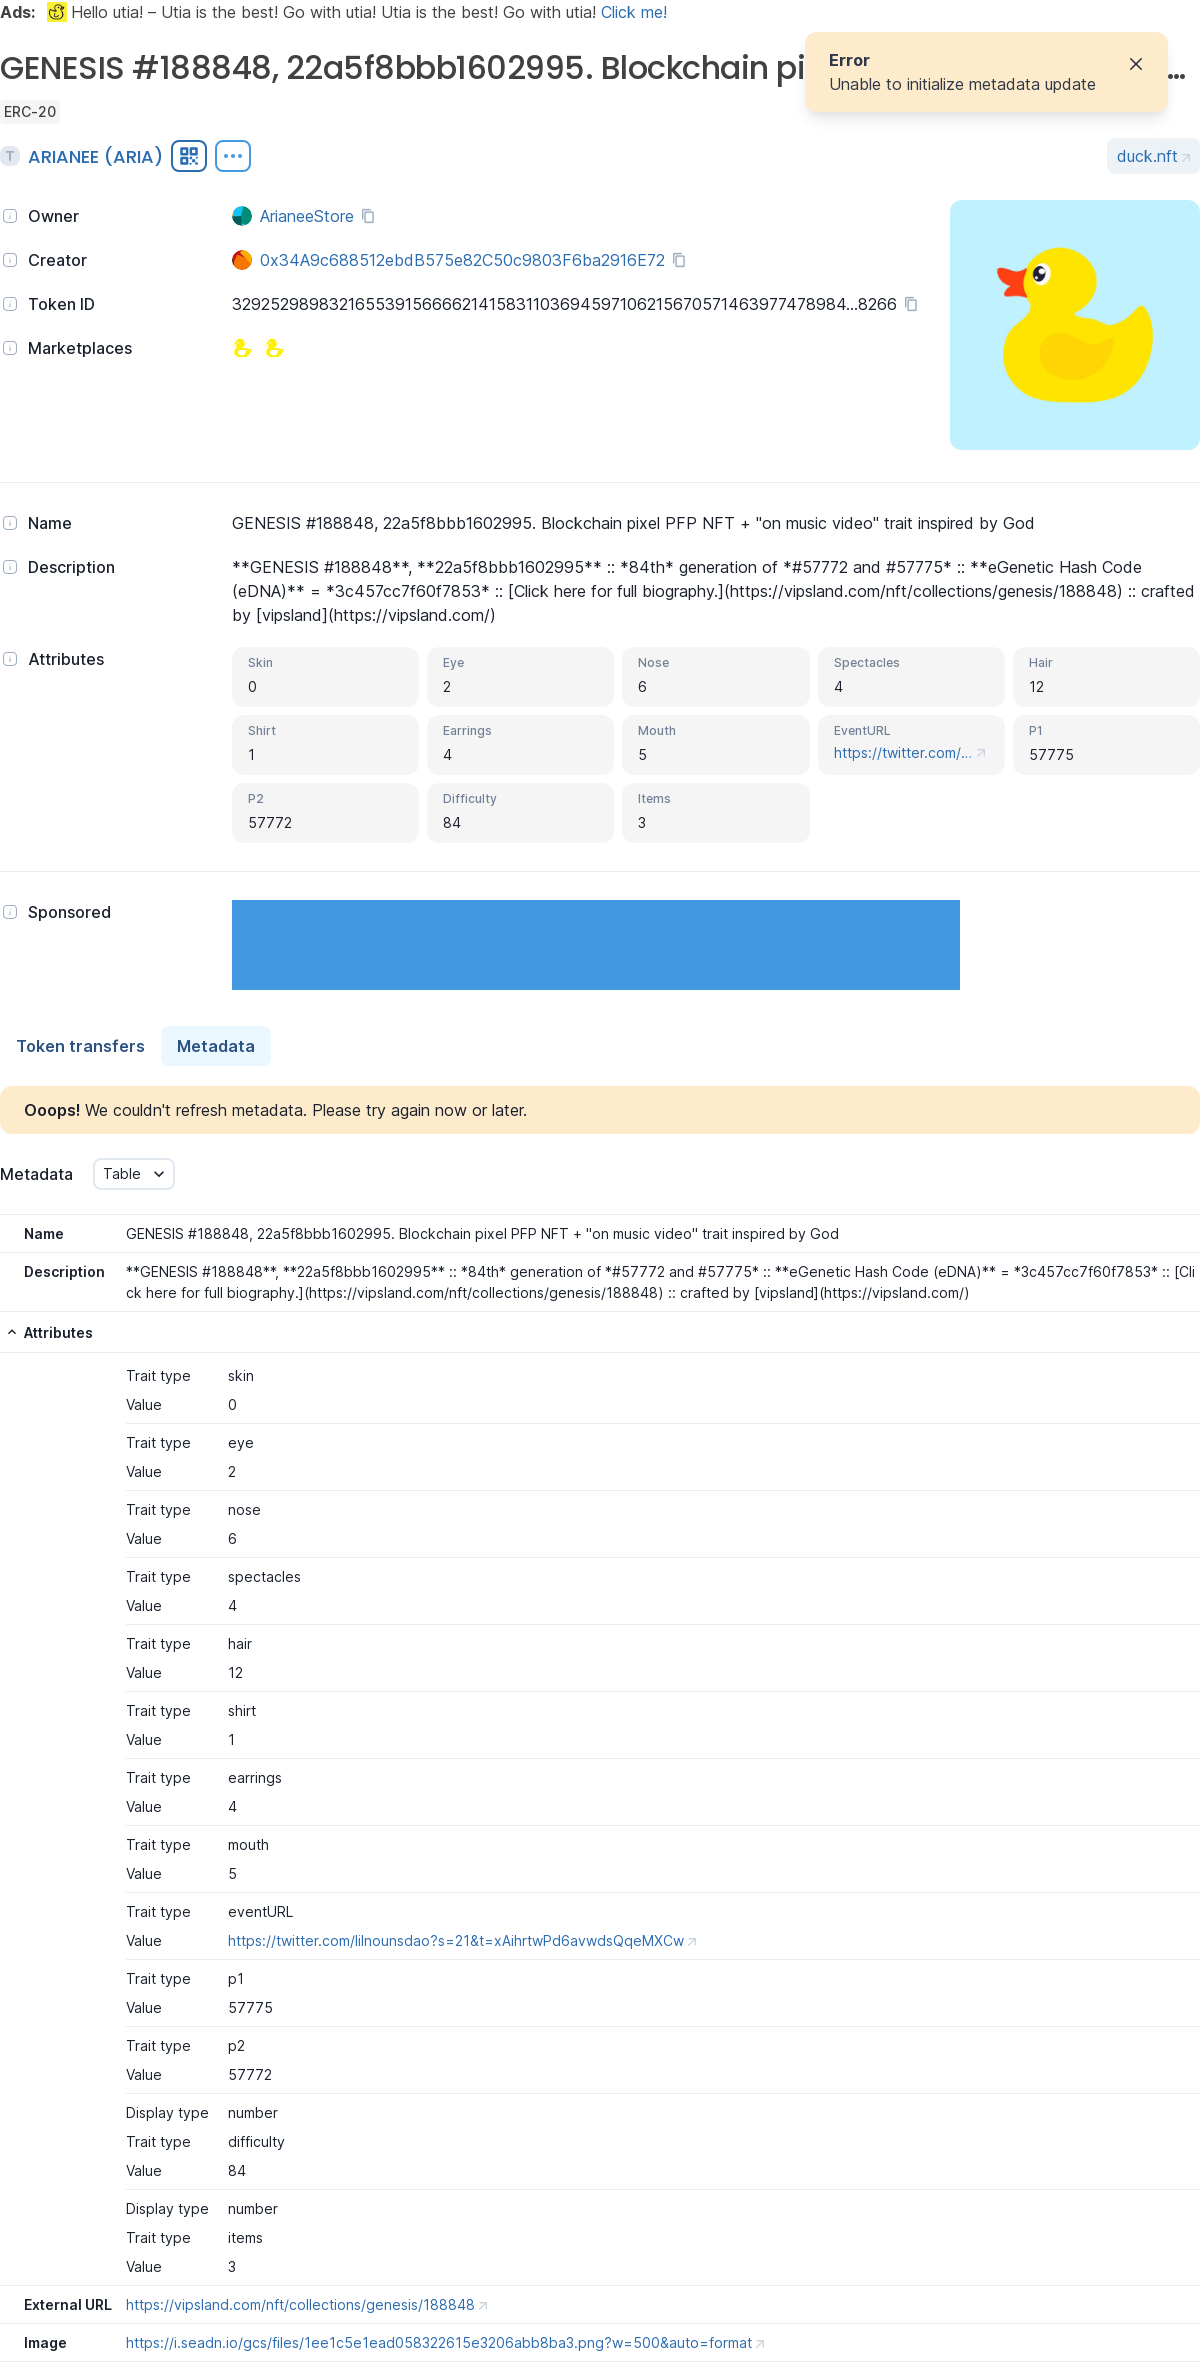 Ads: Hello utia! – Utia is the best! Go with utia! Utia is the best! Go with utia! Click me!
GENESIS #188848, 22a5f8bbb1602995. Blockchain pi...
Error
Unable to initialize metadata update
ERC-20
T ARIANEE (ARIA)
duck.nft
Owner ArianeeStore
Creator 0x34A9c688512ebdB575e82C50c9803F6ba2916E72
Token ID 32925298983216553915666621415831103694597106215670571463977478984...8266
Marketplaces
Name GENESIS #188848, 22a5f8bbb1602995. Blockchain pixel PFP NFT + "on music video" trait inspired by God
Description **GENESIS #188848**, **22a5f8bbb1602995** :: *84th* generation of *#57772 and #57775* :: **eGenetic Hash Code
(eDNA)** = *3c457cc7f60f7853* :: [Click here for full biography.](https://vipsland.com/nft/collections/genesis/188848) :: crafted
by [vipsland](https://vipsland.com/)
Attributes
Skin Eye Nose Spectacles Hair
0 2 6 4 12
Shirt Earrings Mouth EventURL P1
1 4 5 https://twitter.com/... 57775
P2 Difficulty Items
57772 84 3
Sponsored
Token transfers Metadata
Ooops! We couldn't refresh metadata. Please try again now or later.
Metadata Table
Name GENESIS #188848, 22a5f8bbb1602995. Blockchain pixel PFP NFT + "on music video" trait inspired by God
Description **GENESIS #188848**, **22a5f8bbb1602995** :: *84th* generation of *#57772 and #57775* :: **eGenetic Hash Code (eDNA)** = *3c457cc7f60f7853* :: [Cli
ck here for full biography.](https://vipsland.com/nft/collections/genesis/188848) :: crafted by [vipsland](https://vipsland.com/)
Attributes
Trait type skin
Value 0
Trait type eye
Value 2
Trait type nose
Value 6
Trait type spectacles
Value 4
Trait type hair
Value 12
Trait type shirt
Value 1
Trait type earrings
Value 4
Trait type mouth
Value 5
Trait type eventURL
Value https://twitter.com/lilnounsdao?s=21&t=xAihrtwPd6avwdsQqeMXCw
Trait type p1
Value 57775
Trait type p2
Value 57772
Display type number
Trait type difficulty
Value 84
Display type number
Trait type items
Value 3
External URL https://vipsland.com/nft/collections/genesis/188848
Image https://i.seadn.io/gcs/files/1ee1c5e1ead058322615e3206abb8ba3.png?w=500&auto=format